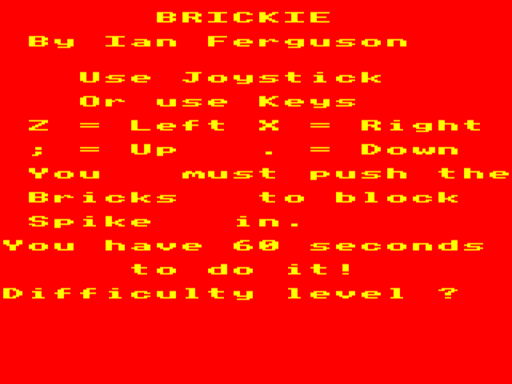 BRICKIE
By Ian Ferguson
Use Joystick
Or use Keys
Z = Left X = Right
; = Up . = Down
You must push the
Bricks to block
Spike in.
You have 60 seconds
to do it!
Difficulty level ?